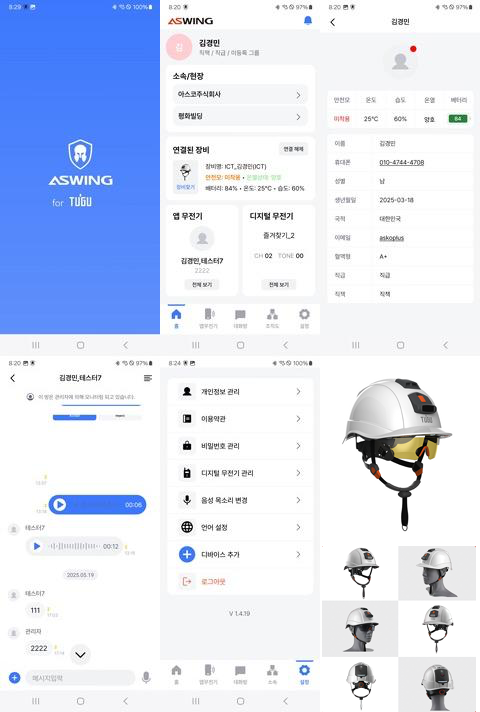 8:29
97%
ASWING
for TUGU
8:20
97%
ASWING
김
김경민
직책 / 직급 / 이등록 그룹
소속/현장
아스코주식회사
평화빌딩
연결된 장비
연결 해제
장비찾기
장비명: ICT_김경민(ICT)
안전모: 미착용 • 온열상태: 양호
배터리: 84% • 온도: 25°C • 습도: 60%
앱 무전기
김경민,테스터7
2222
전체 보기
디지털 무전기
즐겨찾기_2
CH 02 TONE 00
전체 보기
홈
앱무전기
대화방
조직도
설정
8:20
97%
김경민
안전모 온도 습도 온열 배터리
미착용 25°C 60% 양호 84
이름 김경민
휴대폰 010-4744-4708
성별 남
생년월일 2025-03-18
국적 대한민국
이메일 askoplus
혈액형 A+
직급 직급
직책 직책
8:20
97%
김경민,테스터7
이 방은 관리자에 의해 모니터링 되고 있습니다.
00:06
테스터7
00:12
2025.05.19
테스터7
111
관리자
2222
메시지입력
8:24
100%
개인정보 관리
이용약관
비밀번호 관리
디지털 무전기 관리
음성 목소리 변경
언어 설정
디바이스 추가
로그아웃
V 1.4.19
홈
앱무전기
대화방
소속
설정
TUGU